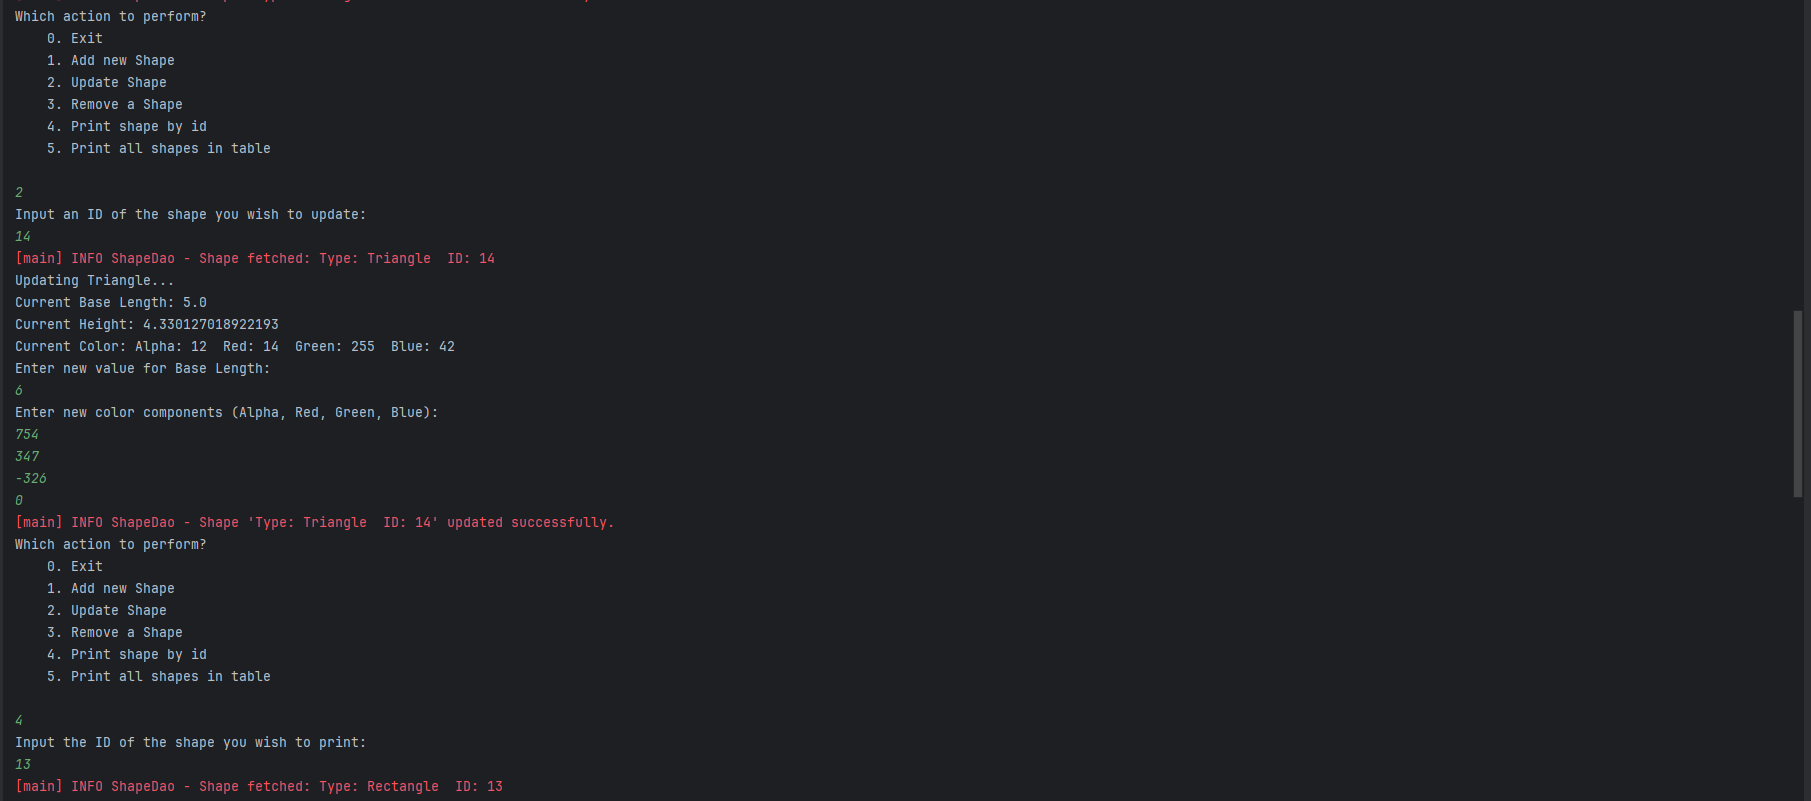 Which action to perform?
    0. Exit
    1. Add new Shape
    2. Update Shape
    3. Remove a Shape
    4. Print shape by id
    5. Print all shapes in table
2
Input an ID of the shape you wish to update:
14
[main] INFO ShapeDao - Shape fetched: Type: Triangle  ID: 14
Updating Triangle...
Current Base Length: 5.0
Current Height: 4.330127018922193
Current Color: Alpha: 12  Red: 14  Green: 255  Blue: 42
Enter new value for Base Length:
6
Enter new color components (Alpha, Red, Green, Blue):
754
347
-326
0
[main] INFO ShapeDao - Shape 'Type: Triangle  ID: 14' updated successfully.
Which action to perform?
    0. Exit
    1. Add new Shape
    2. Update Shape
    3. Remove a Shape
    4. Print shape by id
    5. Print all shapes in table
4
Input the ID of the shape you wish to print:
13
[main] INFO ShapeDao - Shape fetched: Type: Rectangle  ID: 13